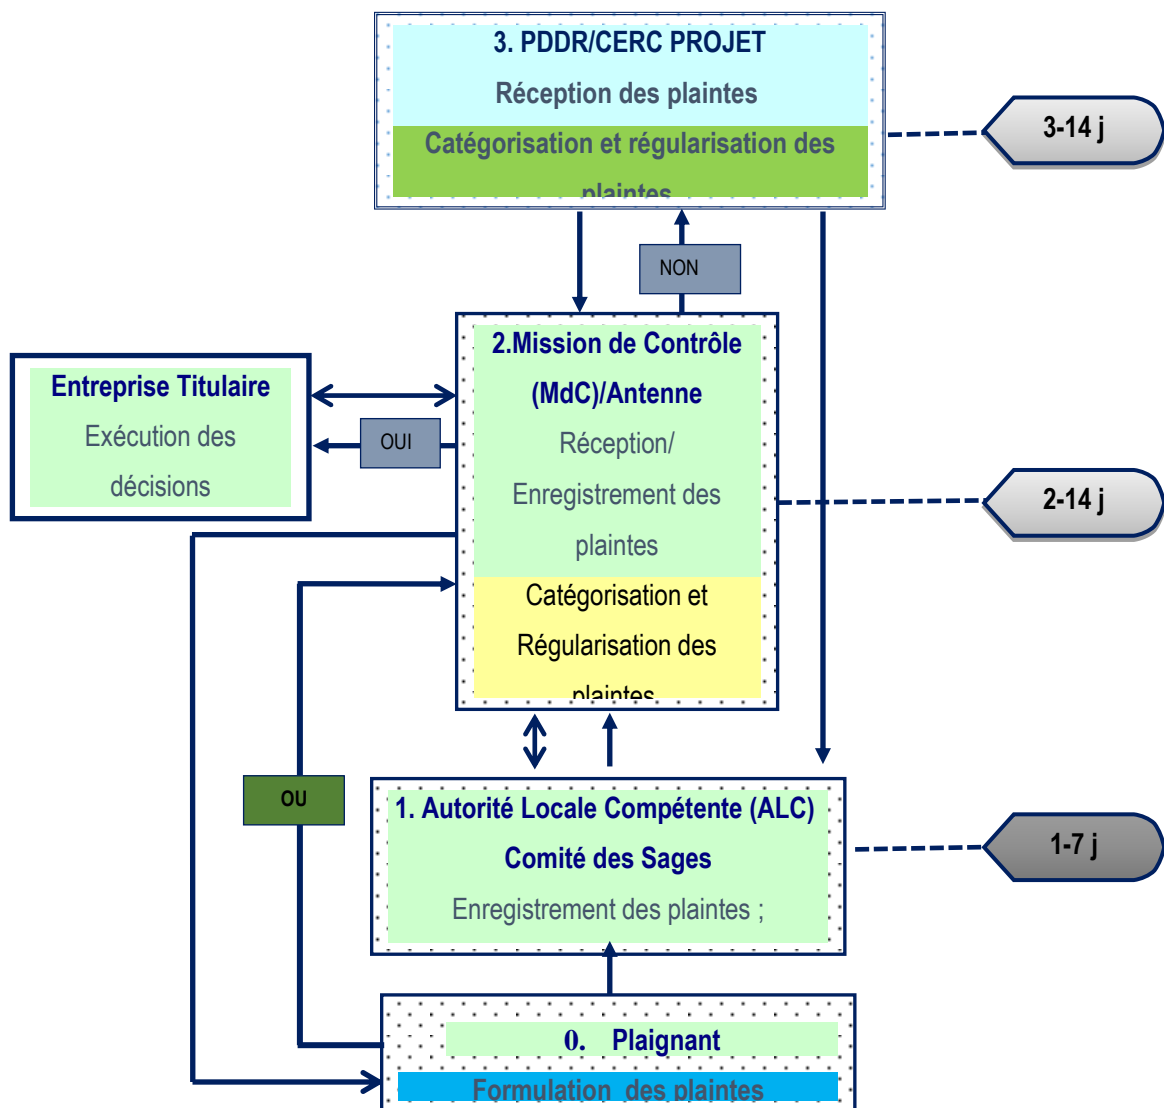 3. PDDR/CERC PROJET
Réception des plaintes
Catégorisation et régularisation des
plaintes
3-14 j
NON
2.Mission de Contrôle
(MdC)/Antenne
Réception/
Enregistrement des
plaintes
Catégorisation et
Régularisation des
plaintes
Entreprise Titulaire
Exécution des
décisions
OUI
2-14 j
OU
1. Autorité Locale Compétente (ALC)
Comité des Sages
Enregistrement des plaintes ;
1-7 j
0. Plaignant
Formulation des plaintes